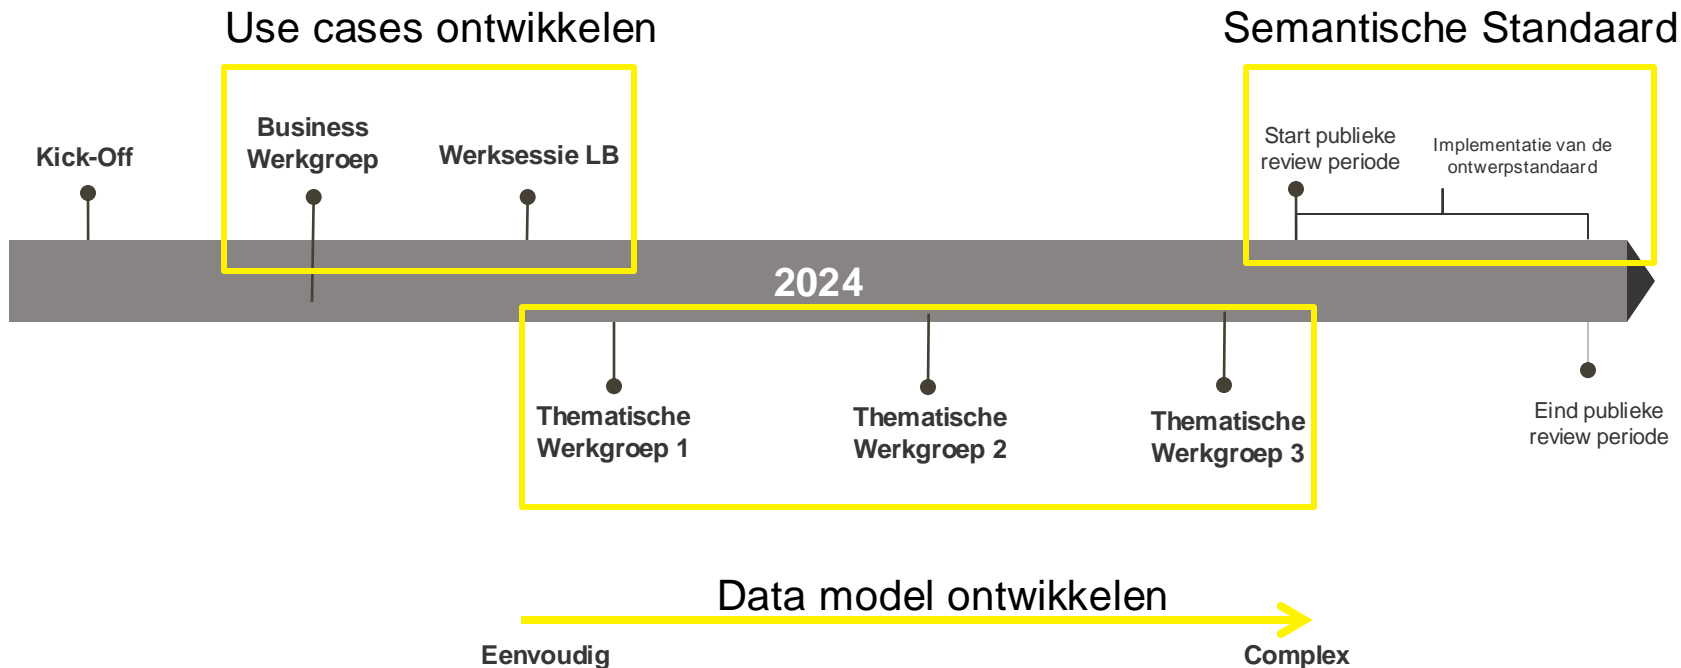 Use cases ontwikkelen
Semantische Standaard
Kick-Off
Business
Werkgroep
Werksessie LB
Start publieke
review periode
Implementatie van de
ontwerpstandaard
2024
Thematische
Werkgroep 1
Thematische
Werkgroep 2
Thematische
Werkgroep 3
Eind publieke
review periode
Data model ontwikkelen
Eenvoudig
Complex